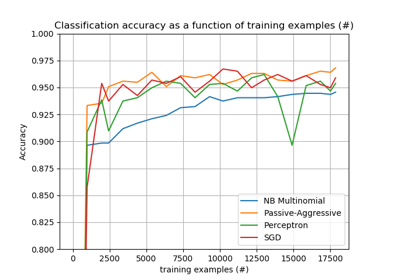 Classification accuracy as a function of training examples (#)
1.000
0.975
0.950
0.925
0.900
0.875
0.850
0.825
0.800
Accuracy
NB Multinomial
Passive-Aggressive
Perceptron
SGD
0 2500 5000 7500 10000 12500 15000 17500
training examples (#)